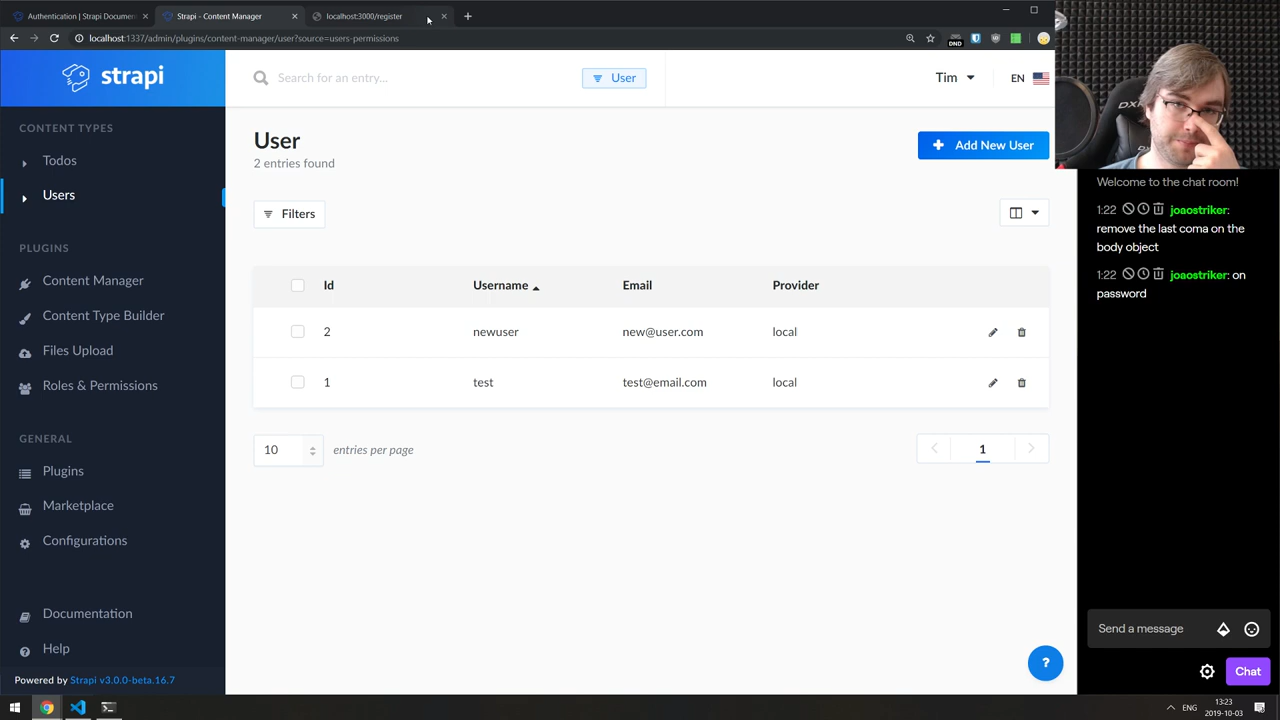 Authentication | Strapi Documen
Strapi - Content Manager
localhost:3000/register
localhost:1337/admin/plugins/content-manager/user?source=users-permissions
DND
strapi
Search for an entry...
User
Tim
EN
CONTENT TYPES
Todos
Users
PLUGINS
Content Manager
Content Type Builder
Files Upload
Roles & Permissions
GENERAL
Plugins
Marketplace
Configurations
Documentation
Help
Powered by Strapi v3.0.0-beta.16.7
User
2 entries found
Add New User
Filters
Id Username Email Provider
2 newuser new@user.com local
1 test test@email.com local
10 entries per page
1
?
DX
Welcome to the chat room!
1:22 joaostriker:
remove the last coma on the
body object
1:22 joaostriker: on
password
Send a message
Chat
ENG
13:23
2019-10-03